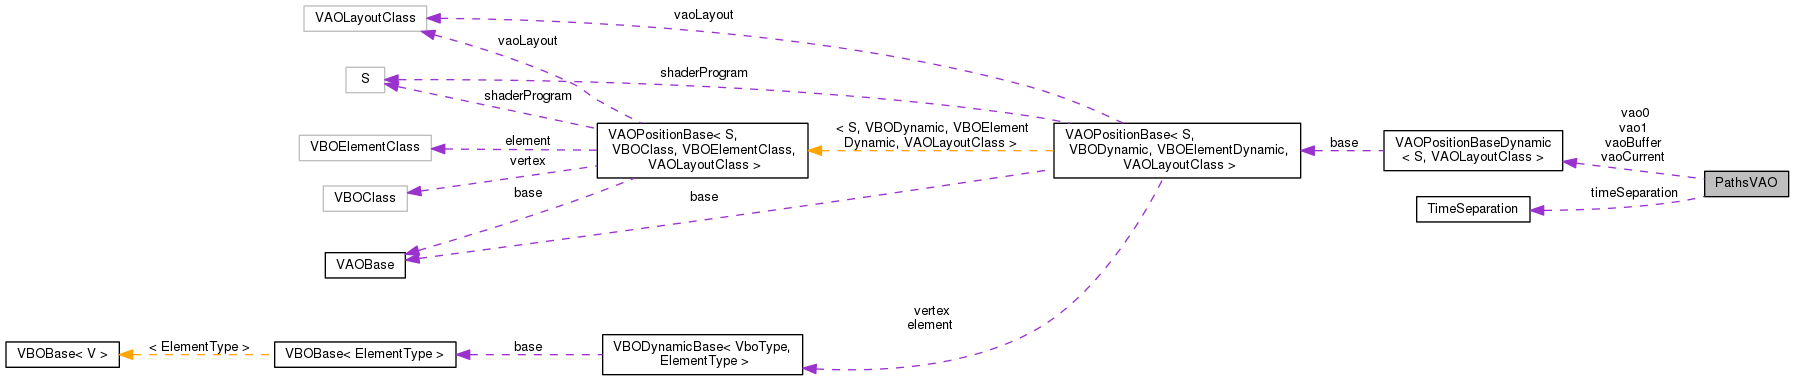 VAOLayoutClass
vaoLayout
vaoLayout
S
shaderProgram
shaderProgram
VBOElementClass
element
vertex
VBOClass
base
VAOBase
VAOPositionBase< S,
VBOClass, VBOElementClass,
VAOLayoutClass >
< S, VBODynamic, VBOElement
Dynamic, VAOLayoutClass >
base
VAOPositionBase< S,
VBODynamic, VBOElementDynamic,
VAOLayoutClass >
base
VAOPositionBaseDynamic
< S, VAOLayoutClass >
vao0
vao1
vaoBuffer
vaoCurrent
PathsVAO
timeSeparation
TimeSeparation
vertex
element
VBOBase< V >
< ElementType >
VBOBase< ElementType >
base
VBODynamicBase< VboType,
ElementType >